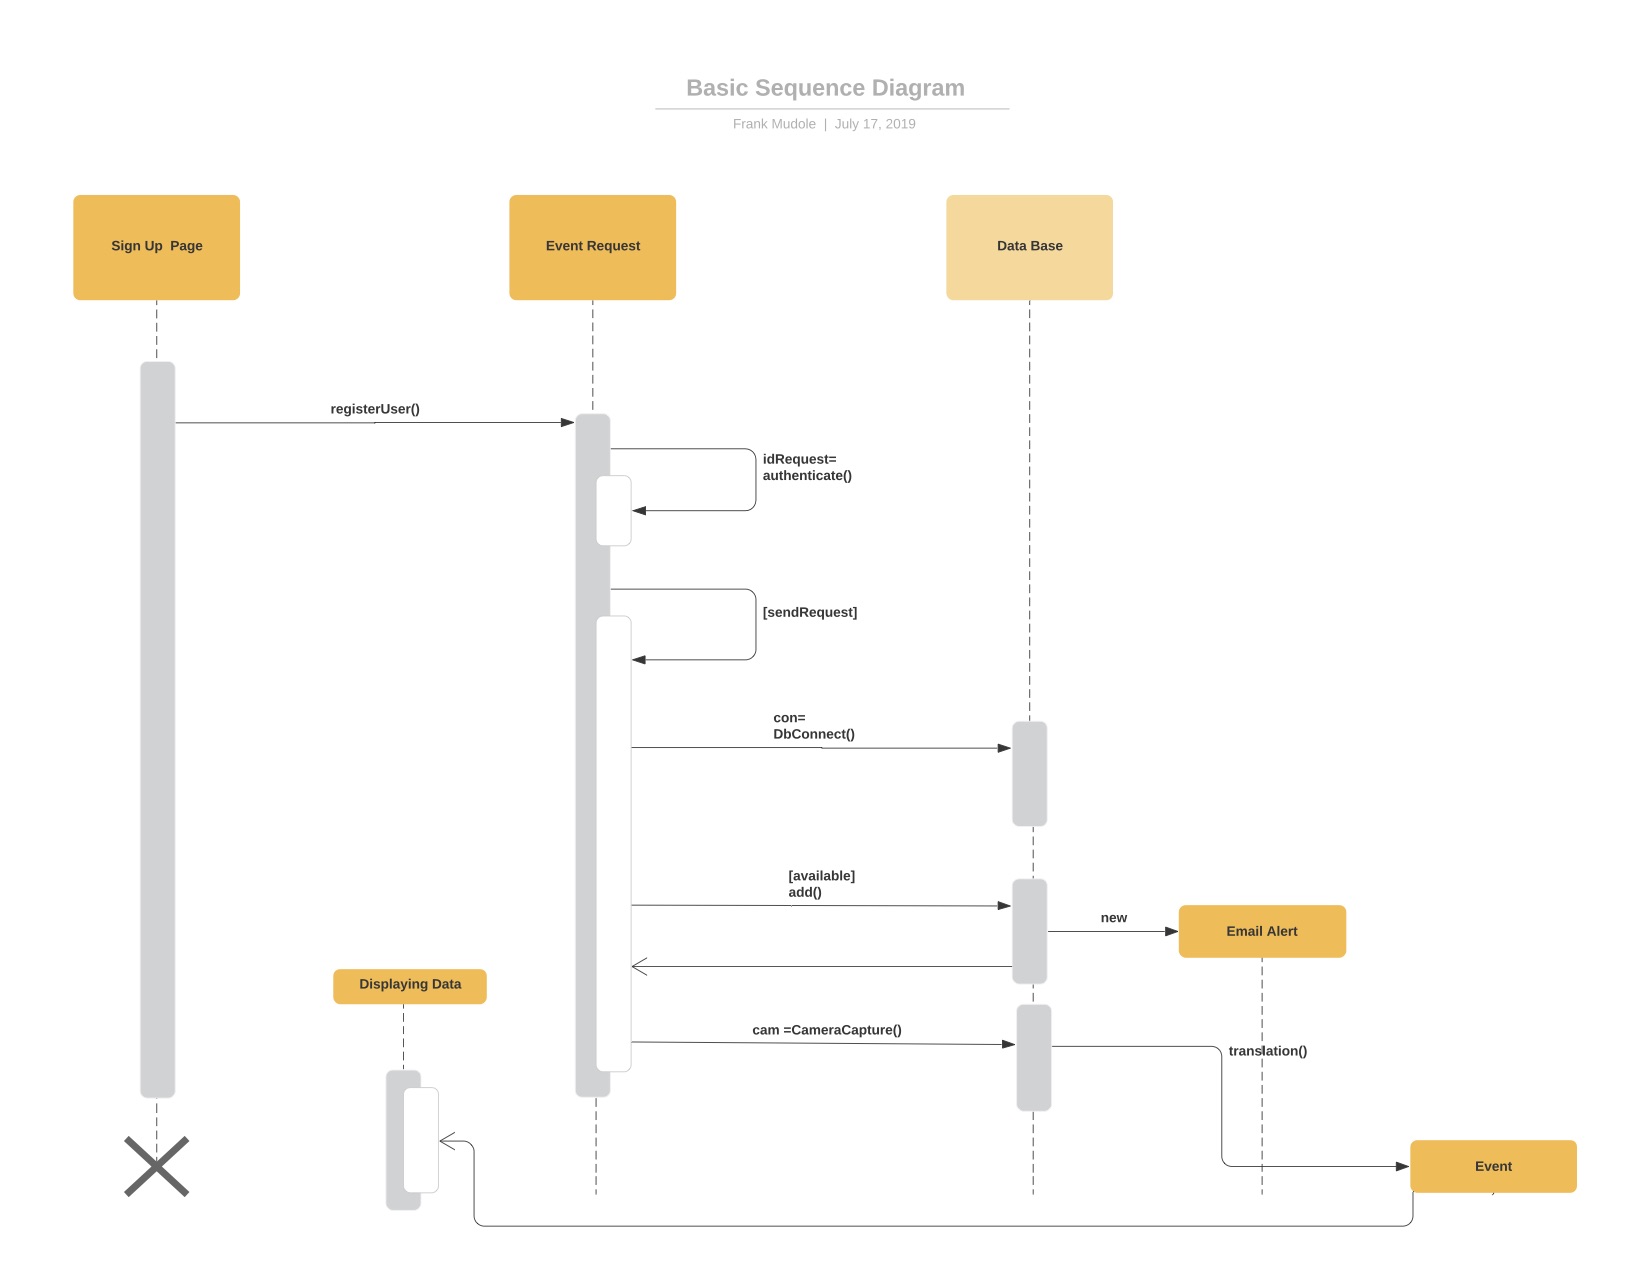 Basic Sequence Diagram
Frank Mudole | July 17, 2019
Sign Up  Page
Event Request
Data Base
registerUser()
idRequest=
authenticate()
[sendRequest]
con=
DbConnect()
[available]
add()
new
Email Alert
Displaying Data
cam =CameraCapture()
translation()
Event